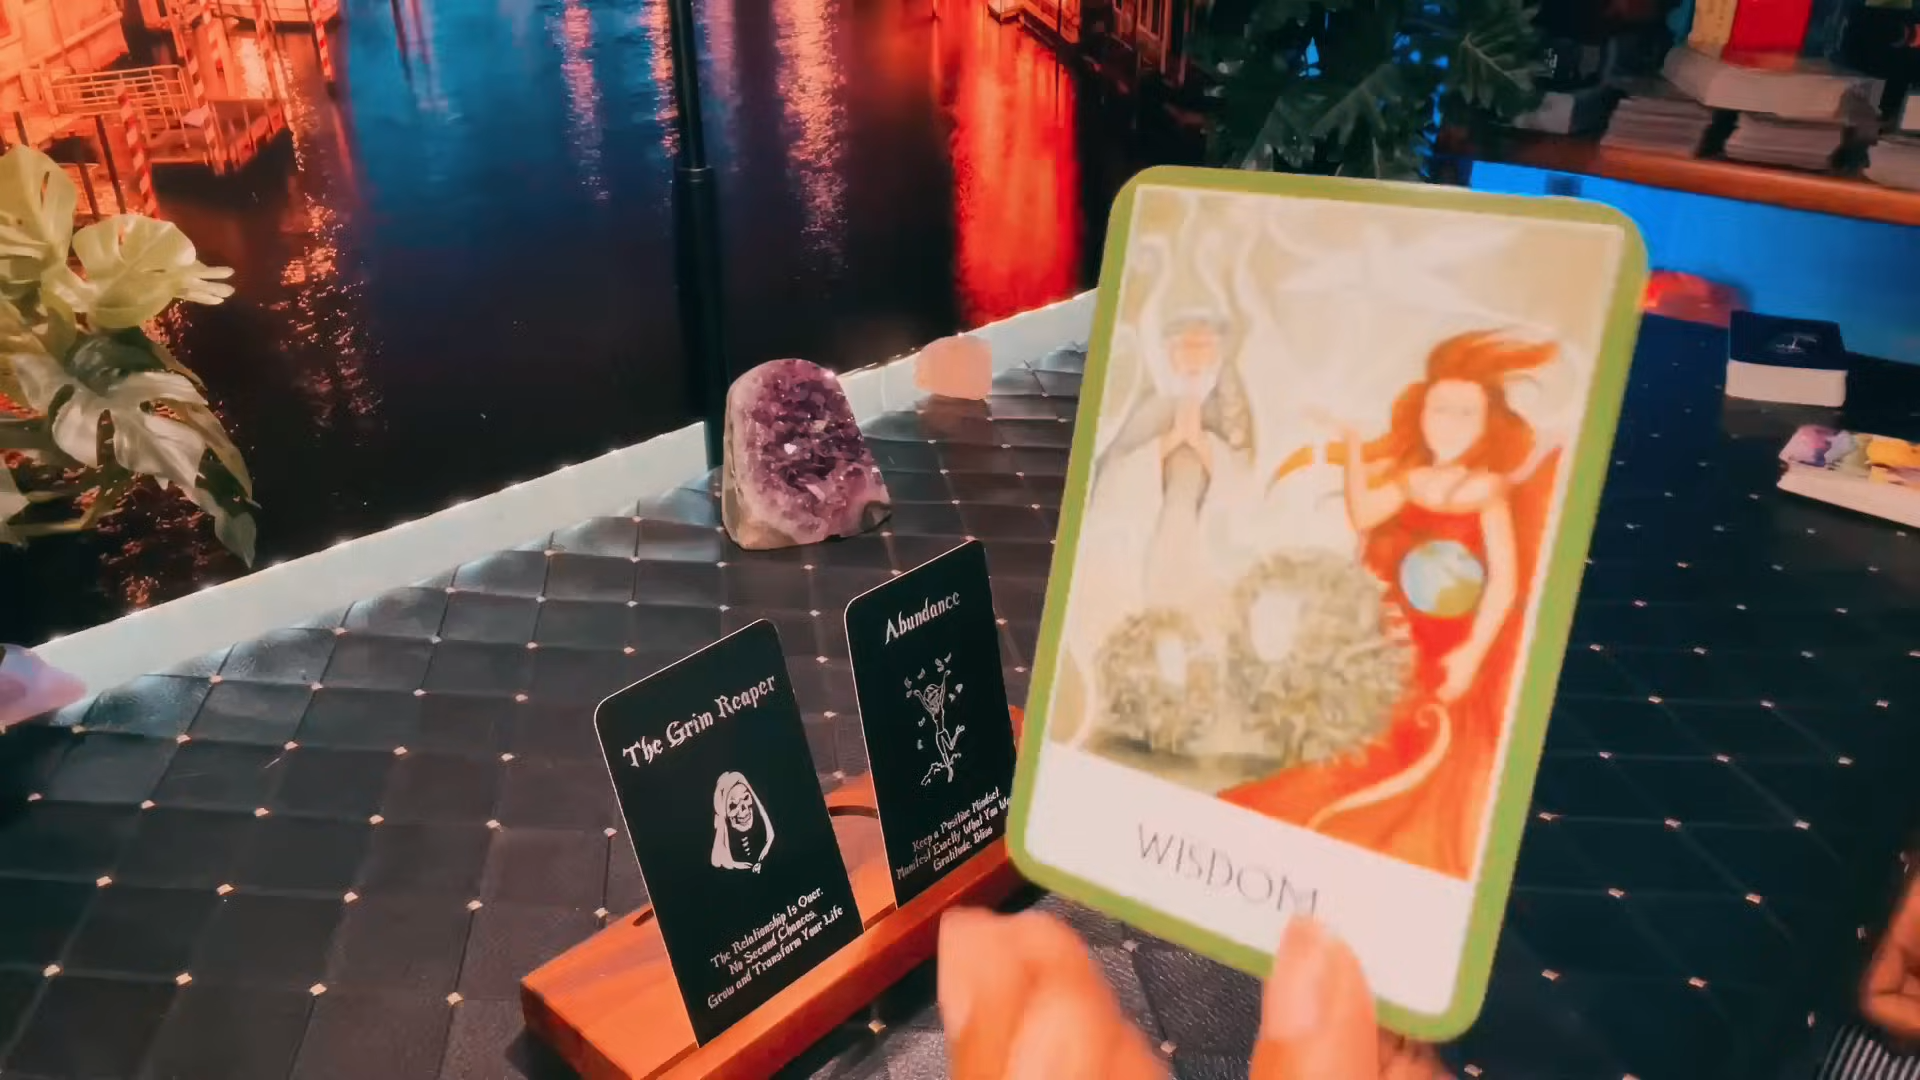 The Grim Reaper
The Relationship Is Over.
No Second Chances.
Grow and Transform Your Life
Abundance
Keep a Positive Mindset.
Manifest Exactly What You
Gratitude, Bliss
WISDOM